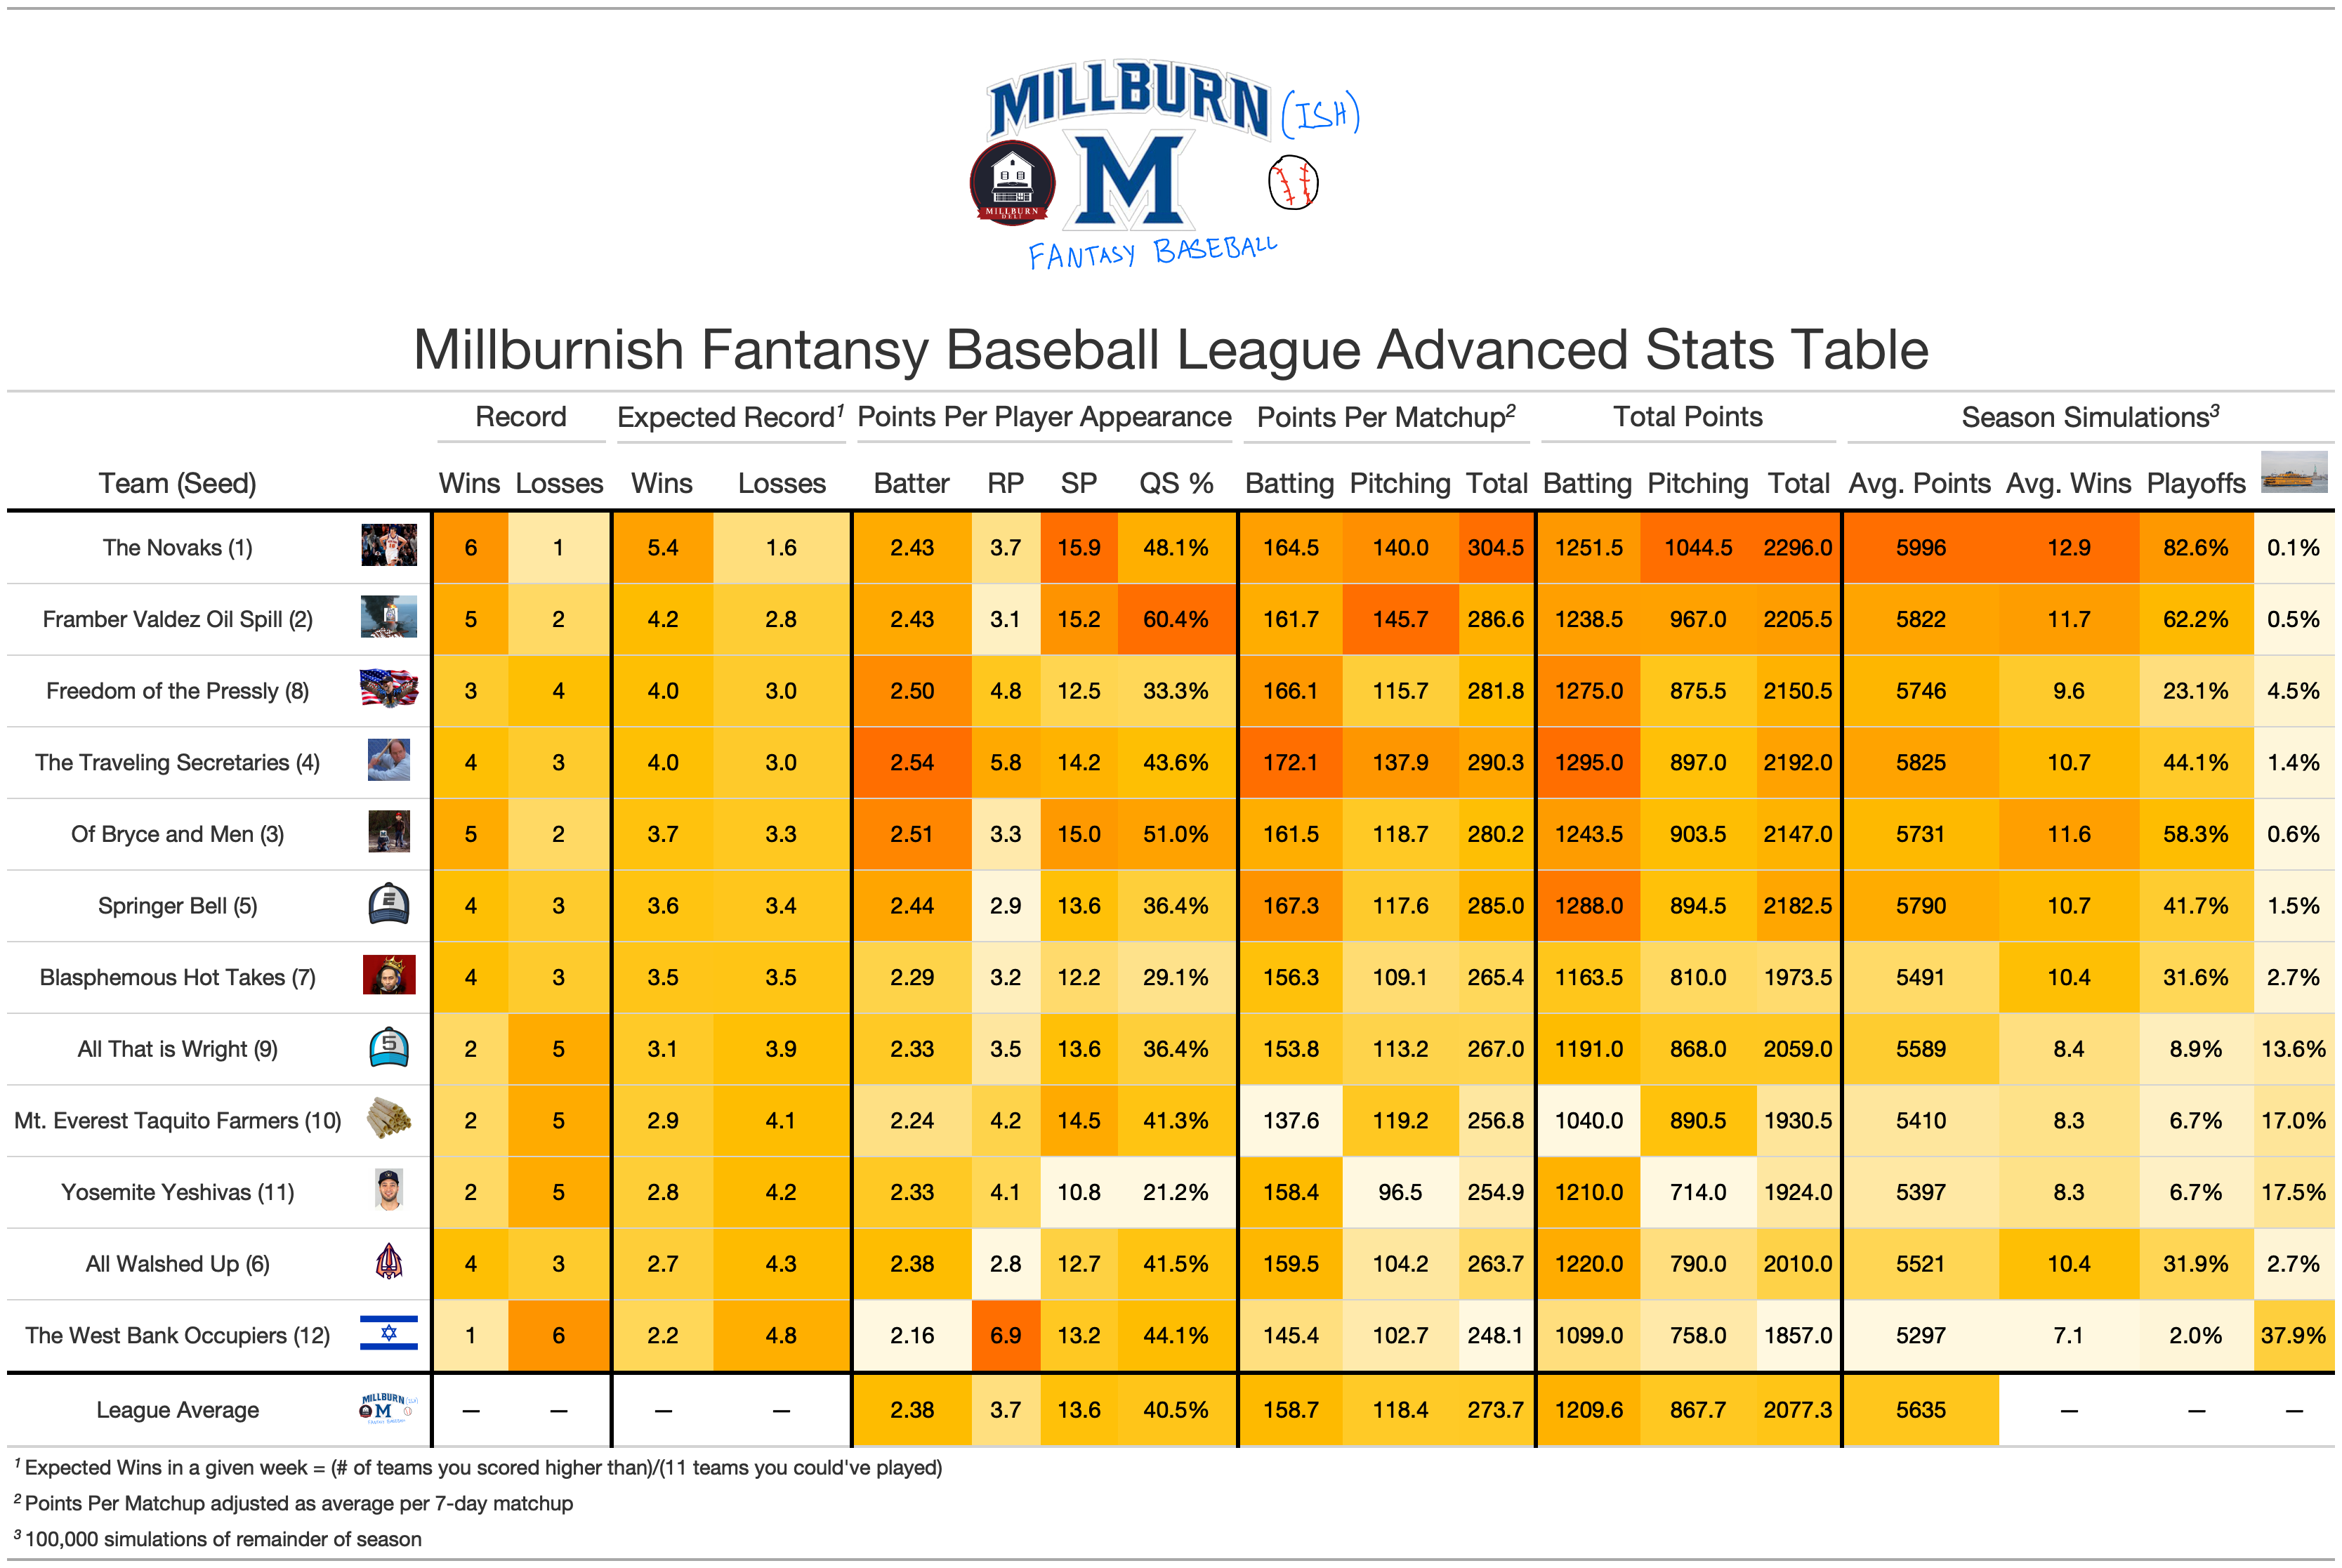 MILLBURN (ISH)
M
MILLBURN
DELI
FANTASY BASEBALL
Millburnish Fantansy Baseball League Advanced Stats Table
Record Expected Record¹ Points Per Player Appearance Points Per Matchup² Total Points Season Simulations³
Team (Seed) Wins Losses Wins Losses Batter RP SP QS % Batting Pitching Total Batting Pitching Total Avg. Points Avg. Wins Playoffs
The Novaks (1) 6 1 5.4 1.6 2.43 3.7 15.9 48.1% 164.5 140.0 304.5 1251.5 1044.5 2296.0 5996 12.9 82.6% 0.1%
Framber Valdez Oil Spill (2) 5 2 4.2 2.8 2.43 3.1 15.2 60.4% 161.7 145.7 286.6 1238.5 967.0 2205.5 5822 11.7 62.2% 0.5%
Freedom of the Pressly (8) 3 4 4.0 3.0 2.50 4.8 12.5 33.3% 166.1 115.7 281.8 1275.0 875.5 2150.5 5746 9.6 23.1% 4.5%
The Traveling Secretaries (4) 4 3 4.0 3.0 2.54 5.8 14.2 43.6% 172.1 137.9 290.3 1295.0 897.0 2192.0 5825 10.7 44.1% 1.4%
Of Bryce and Men (3) 5 2 3.7 3.3 2.51 3.3 15.0 51.0% 161.5 118.7 280.2 1243.5 903.5 2147.0 5731 11.6 58.3% 0.6%
Springer Bell (5) 4 3 3.6 3.4 2.44 2.9 13.6 36.4% 167.3 117.6 285.0 1288.0 894.5 2182.5 5790 10.7 41.7% 1.5%
Blasphemous Hot Takes (7) 4 3 3.5 3.5 2.29 3.2 12.2 29.1% 156.3 109.1 265.4 1163.5 810.0 1973.5 5491 10.4 31.6% 2.7%
All That is Wright (9) 5 2 5 3.1 3.9 2.33 3.5 13.6 36.4% 153.8 113.2 267.0 1191.0 868.0 2059.0 5589 8.4 8.9% 13.6%
Mt. Everest Taquito Farmers (10) 2 5 2.9 4.1 2.24 4.2 14.5 41.3% 137.6 119.2 256.8 1040.0 890.5 1930.5 5410 8.3 6.7% 17.0%
Yosemite Yeshivas (11) 2 5 2.8 4.2 2.33 4.1 10.8 21.2% 158.4 96.5 254.9 1210.0 714.0 1924.0 5397 8.3 6.7% 17.5%
All Walshed Up (6) 4 3 2.7 4.3 2.38 2.8 12.7 41.5% 159.5 104.2 263.7 1220.0 790.0 2010.0 5521 10.4 31.9% 2.7%
The West Bank Occupiers (12) 1 6 2.2 4.8 2.16 6.9 13.2 44.1% 145.4 102.7 248.1 1099.0 758.0 1857.0 5297 7.1 2.0% 37.9%
League Average – – – – 2.38 3.7 13.6 40.5% 158.7 118.4 273.7 1209.6 867.7 2077.3 5635 – – –
¹ Expected Wins in a given week = (# of teams you scored higher than)/(11 teams you could've played)
² Points Per Matchup adjusted as average per 7-day matchup
³ 100,000 simulations of remainder of season